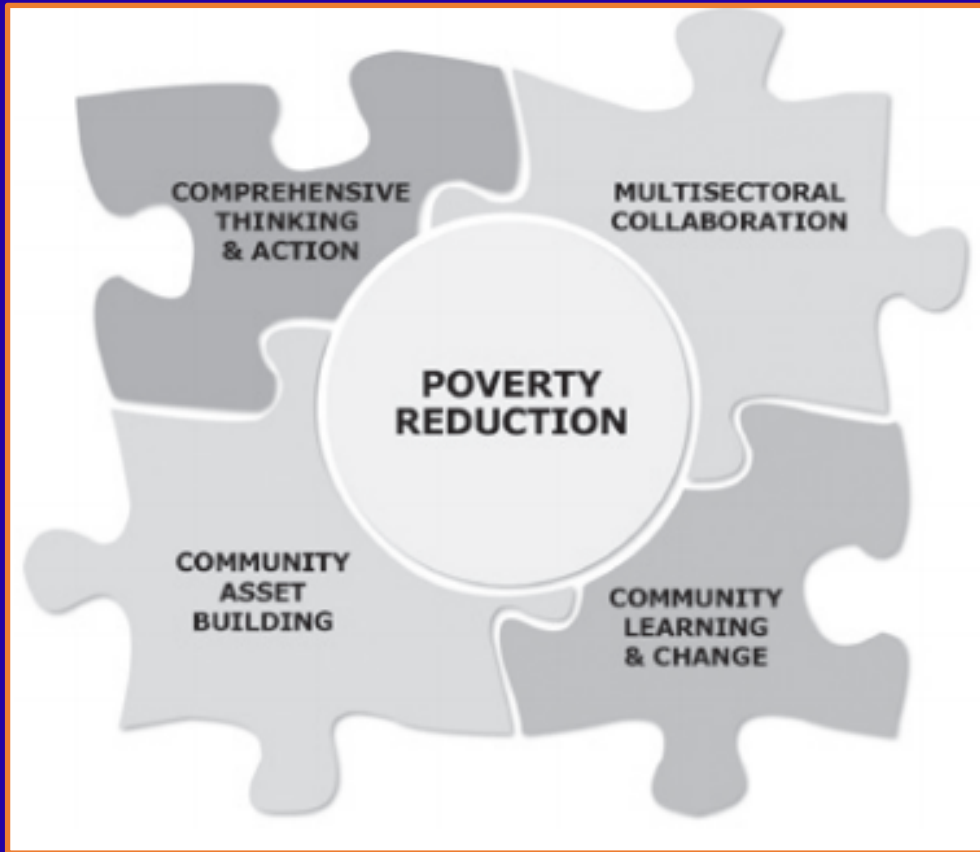 COMPREHENSIVE
THINKING
& ACTION
MULTISECTORAL
COLLABORATION
POVERTY
REDUCTION
COMMUNITY
ASSET
BUILDING
COMMUNITY
LEARNING
& CHANGE